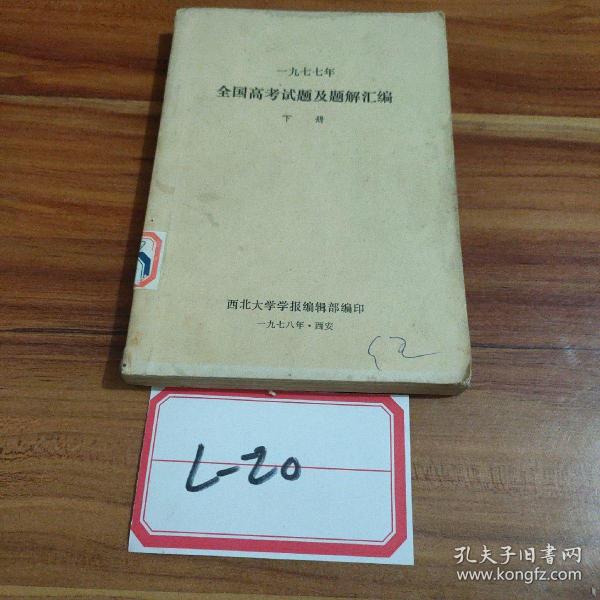 一九七七年
全国高考试题及题解汇编
下 册
西北大学学报编辑部编印
一九七八年·西安
L-20
孔夫子旧书网
www.kongfz.com